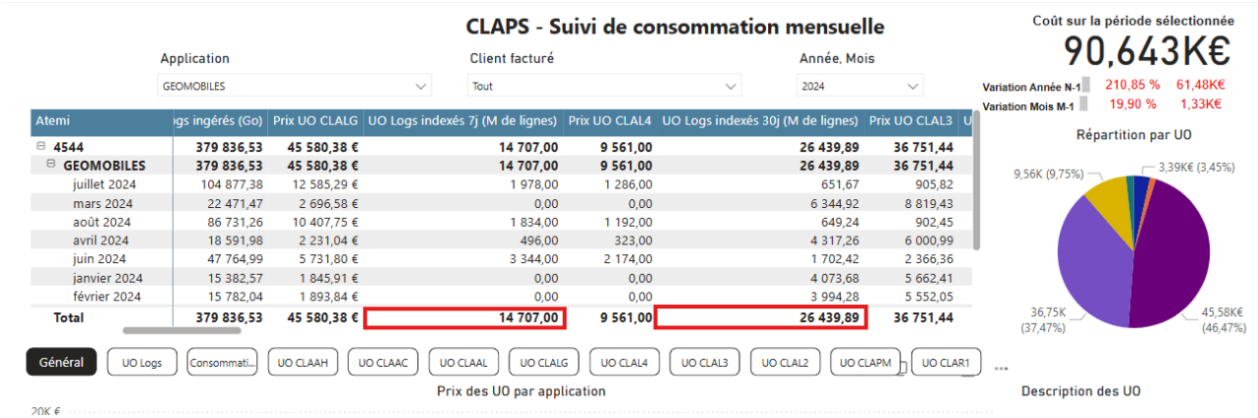 CLAPS - Suivi de consommation mensuelle
Coût sur la période sélectionnée
90,643K€
Application
Client facturé
Année, Mois
GEOMOBILES
Tout
2024
Variation Année N-1 210,85 % 61,48K€
Variation Mois M-1 19,90 % 1,33K€
Atemi gs ingérés (Go) Prix UO CLALG UO Logs indexés 7j (M de lignes) Prix UO CLAL4 UO Logs indexés 30j (M de lignes) Prix UO CLAL3 U
4544 379 836,53 45 580,38 € 14 707,00 9 561,00 26 439,89 36 751,44
GEOMOBILES 379 836,53 45 580,38 € 14 707,00 9 561,00 26 439,89 36 751,44
juillet 2024 104 877,38 12 585,29 € 1 978,00 1 286,00 651,67 905,82
mars 2024 22 471,47 2 696,58 € 0,00 0,00 6 344,92 8 819,43
août 2024 86 731,26 10 407,75 € 1 834,00 1 192,00 649,24 902,45
avril 2024 18 591,98 2 231,04 € 496,00 323,00 4 317,26 6 000,99
juin 2024 47 764,99 5 731,80 € 3 344,00 2 174,00 1 702,42 2 366,36
janvier 2024 15 382,57 1 845,91 € 0,00 0,00 4 073,68 5 662,41
février 2024 15 782,04 1 893,84 € 0,00 0,00 3 994,28 5 552,05
Total 379 836,53 45 580,38 € 14 707,00 9 561,00 26 439,89 36 751,44
Répartition par UO
9,56K (9,75%)
3,39K€ (3,45%)
36,75K
(37,47%)
45,58K€
(46,47%)
Général
UO Logs
Consommati...
UO CLAAH
UO CLAAC
UO CLAAL
UO CLALG
UO CLAL4
UO CLAL3
UO CLAL2
UO CLAPM
UO CLAR1
...
Prix des UO par application
Description des UO
20K €